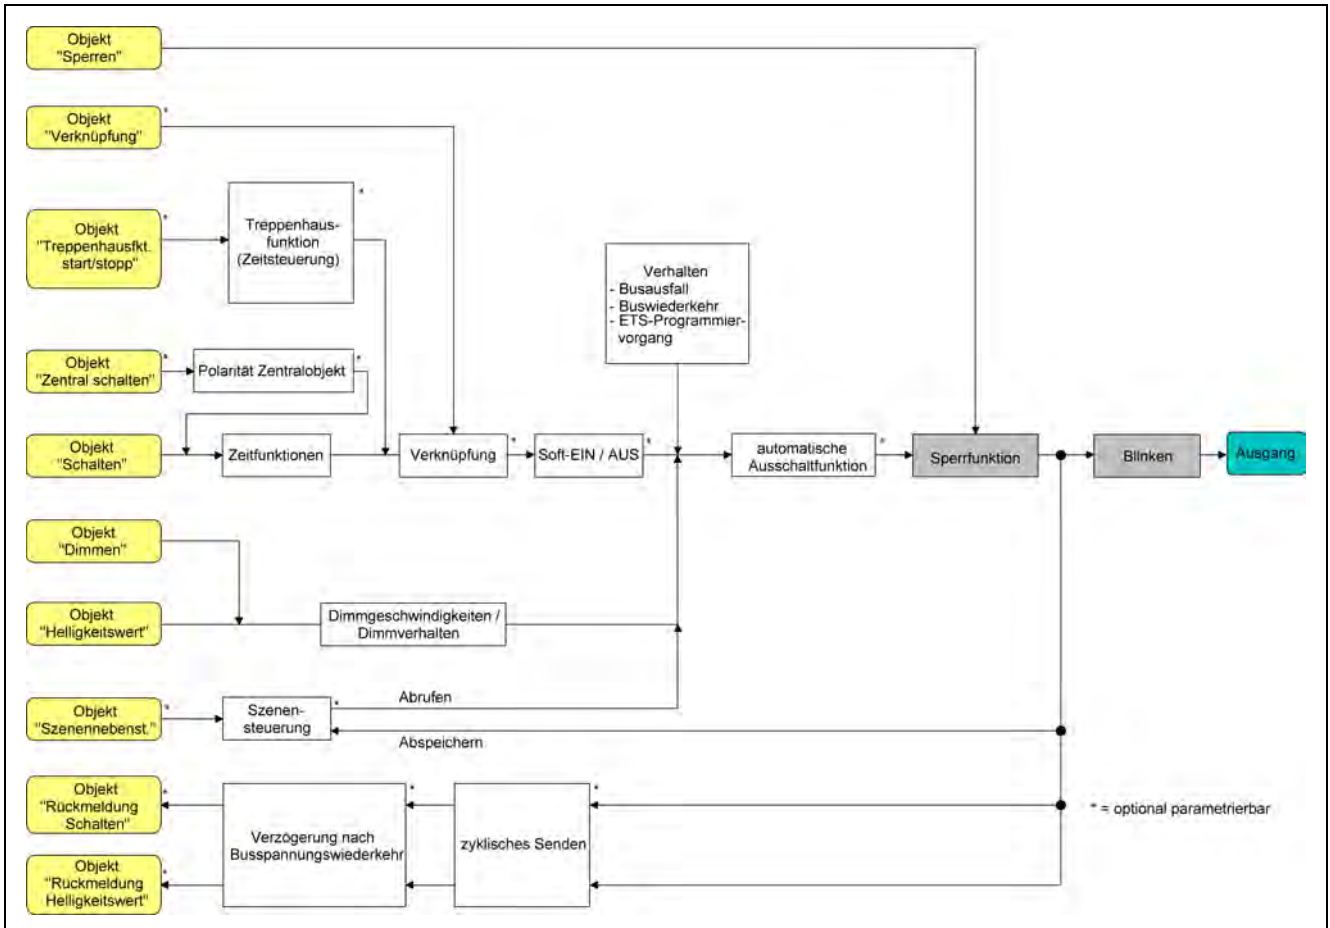 Objekt
"Sperren"
Objekt
"Verknüpfung"
*
Objekt
"Treppenhausfkt.
start/stopp"
*
Treppenhaus-
funktion
(Zeitsteuerung)
*
Verhalten
- Busausfall
- Buswiederkehr
- ETS-Programmier-
vorgang
Objekt
"Zentral schalten"
*
Polarität Zentralobjekt
*
Objekt
"Schalten"
Zeitfunktionen
Verknüpfung
*
Soft-EIN / AUS
*
automatische
Ausschaltfunktion
*
Sperrfunktion
Blinken
Ausgang
Objekt
"Dimmen"
Objekt
"Helligkeitswert"
Dimmgeschwindigkeiten /
Dimmverhalten
Objekt
"Szenennebenst."
*
Szenen-
steuerung
*
Abrufen
Abspeichern
Objekt
"Rückmeldung
Schalten"
*
Verzögerung nach
Busspannungswiederkehr
*
zyklisches Senden
*
* = optional parametrierbar
Objekt
"Rückmeldung
Helligkeitswert"
*